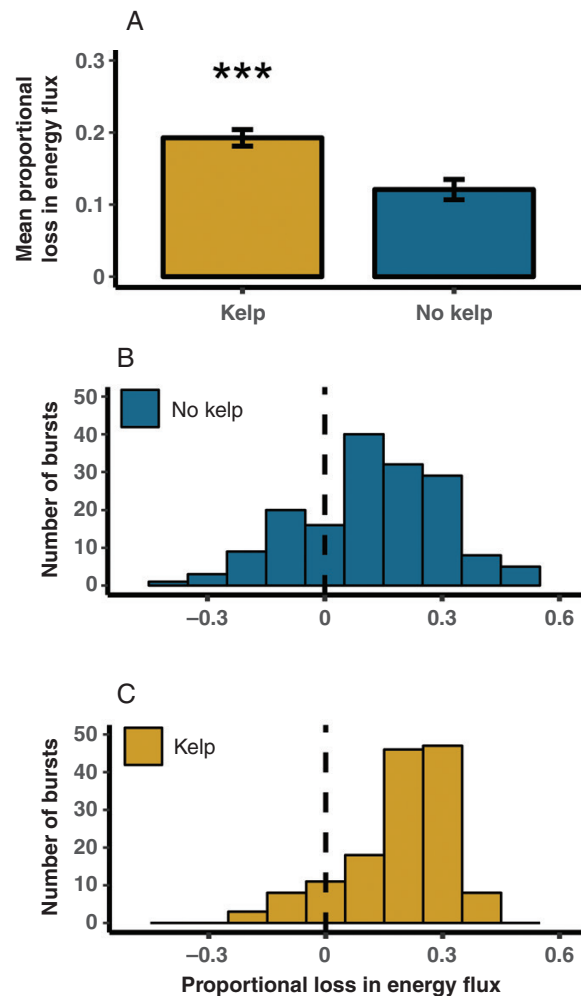 A
Mean proportional
loss in energy flux
0.3
0.2
0.1
0
***
Kelp
No kelp
B
Number of bursts
50
40
30
20
10
0
No kelp
−0.3
0
0.3
0.6
C
Number of bursts
50
40
30
20
10
0
Kelp
−0.3
0
0.3
0.6
Proportional loss in energy flux